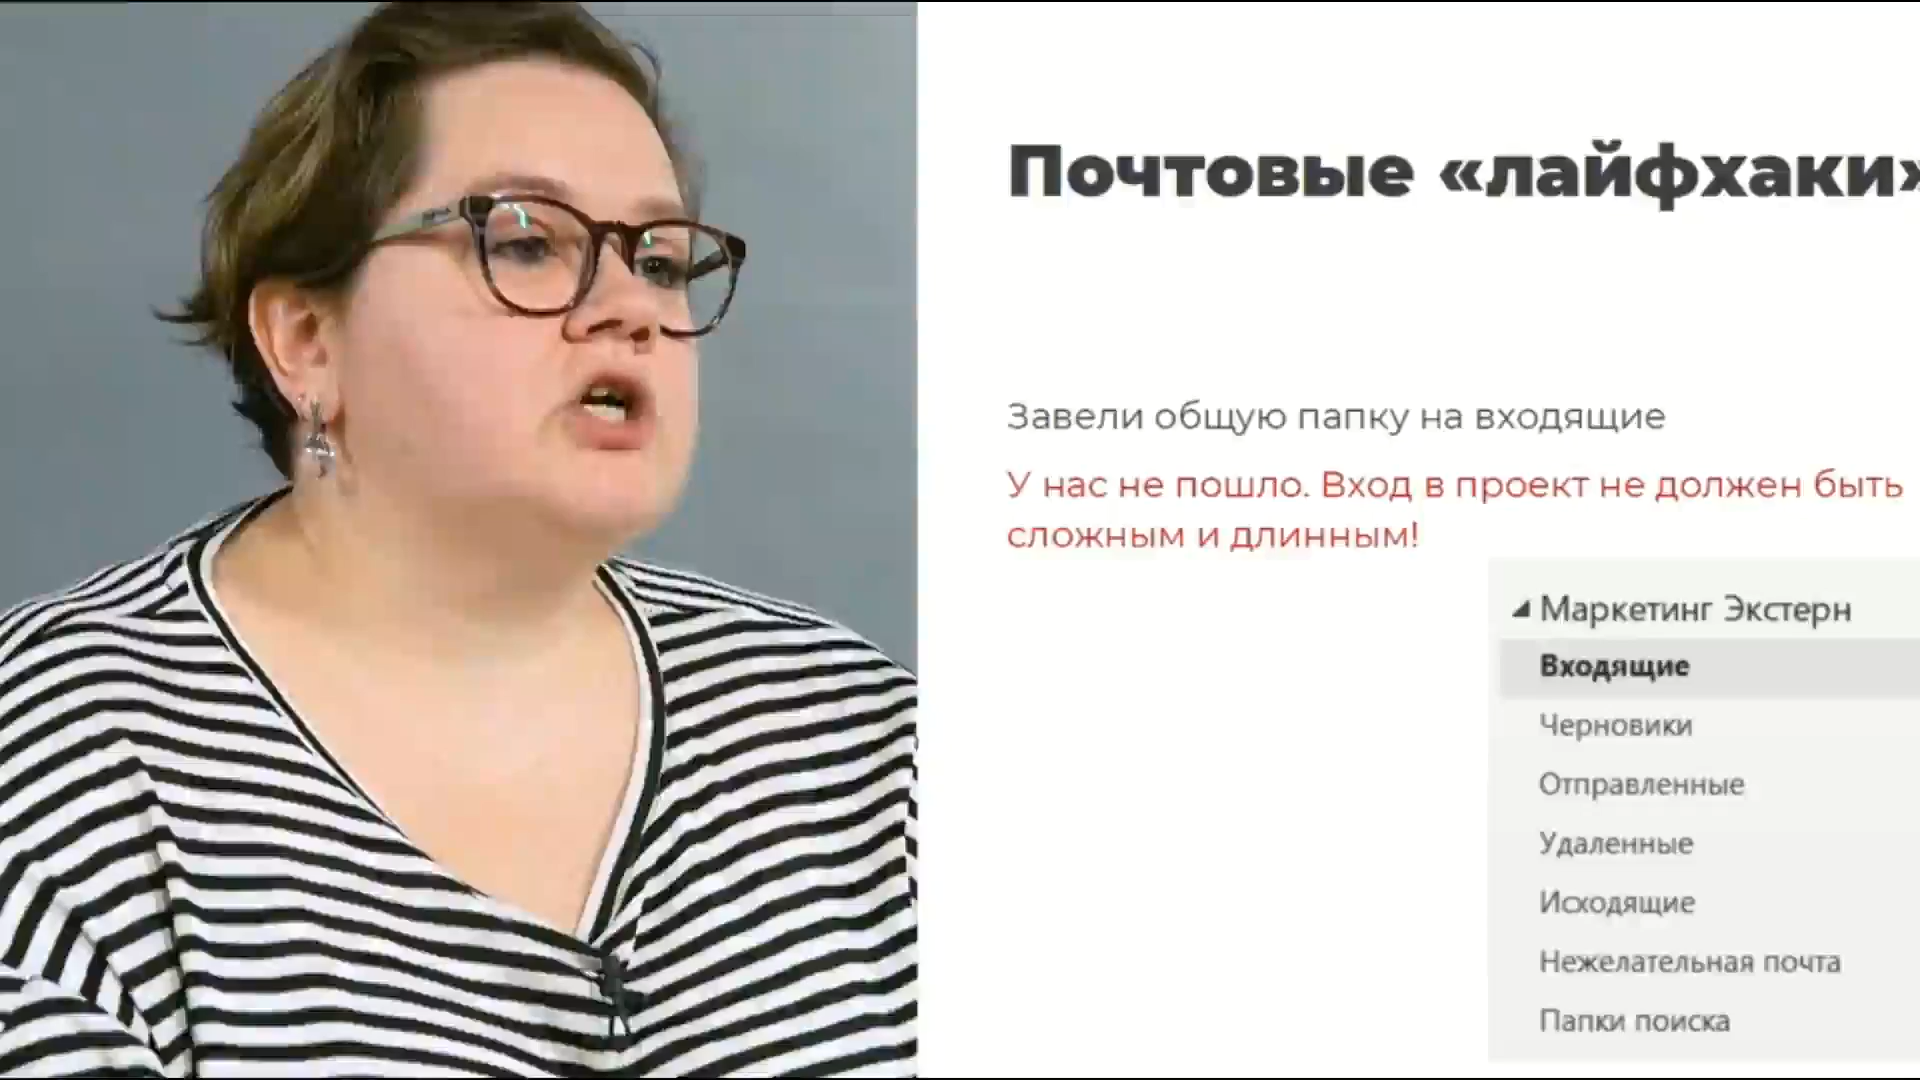 Почтовые «лайфхаки»
Завели общую папку на входящие
У нас не пошло. Вход в проект не должен быть
сложным и длинным!
Маркетинг Экстерн
Входящие
Черновики
Отправленные
Удаленные
Исходящие
Нежелательная почта
Папки поиска